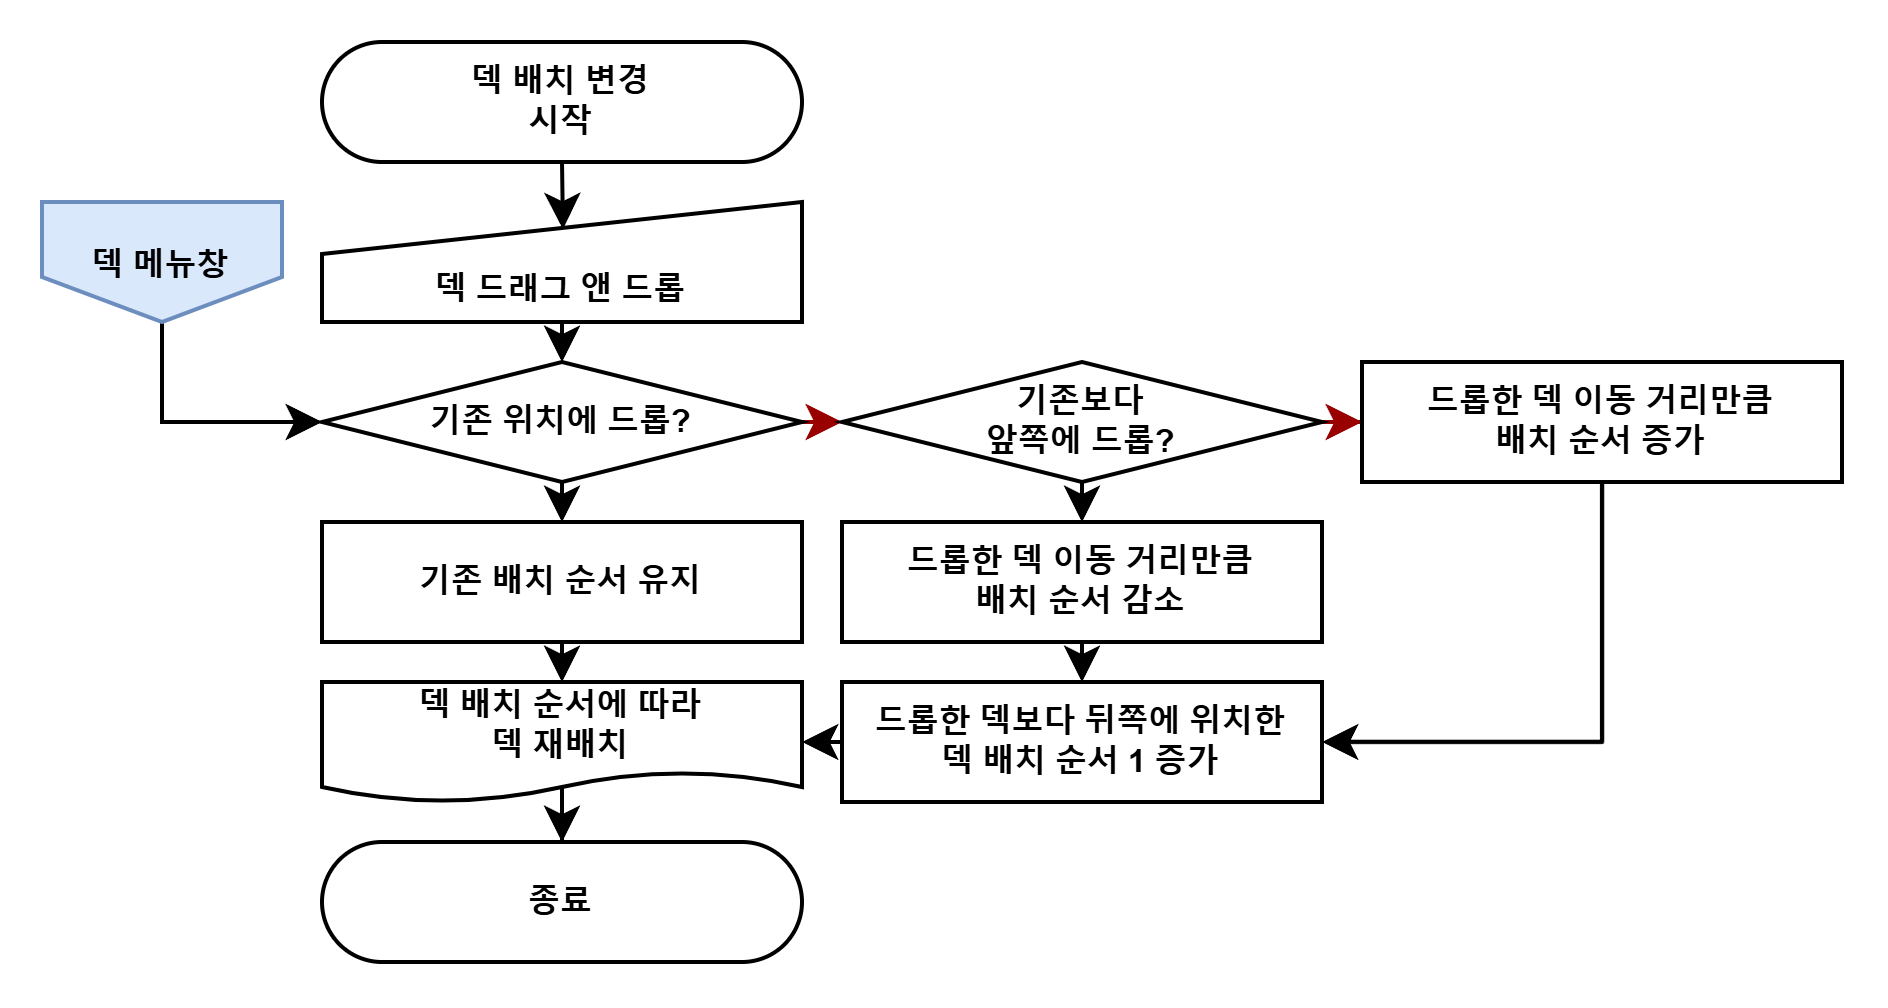 덱 배치 변경
시작
덱 메뉴창
덱 드래그 앤 드롭
기존 위치에 드롭?
기존보다
앞쪽에 드롭?
드롭한 덱 이동 거리만큼
배치 순서 증가
기존 배치 순서 유지
드롭한 덱 이동 거리만큼
배치 순서 감소
덱 배치 순서에 따라
덱 재배치
드롭한 덱보다 뒤쪽에 위치한
덱 배치 순서 1 증가
종료